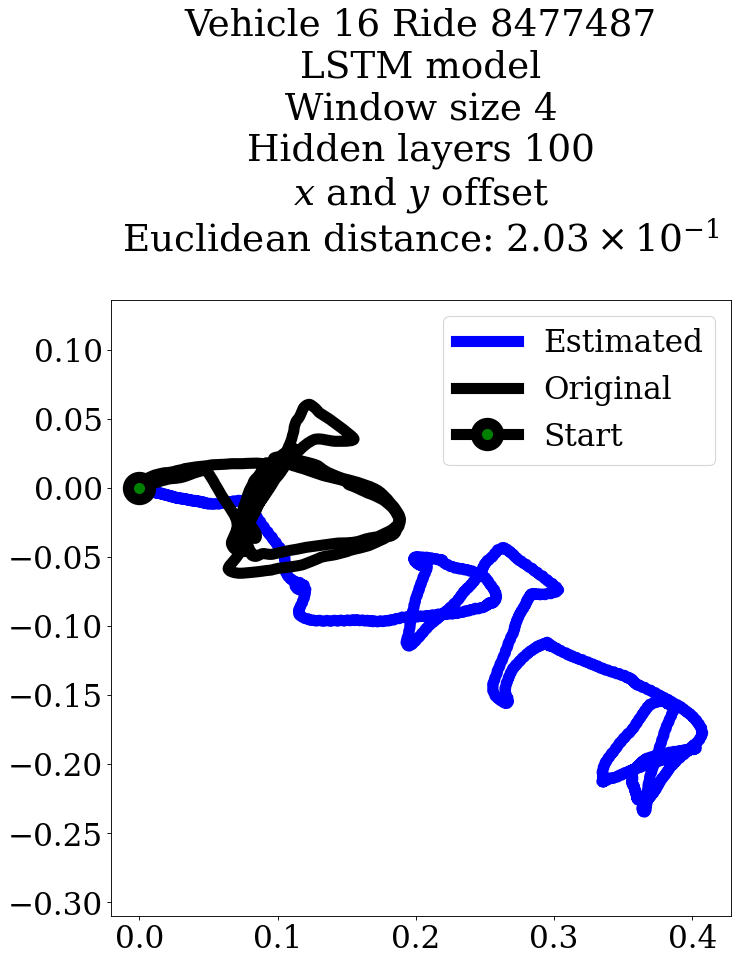 Vehicle 16 Ride 8477487
LSTM model
Window size 4
Hidden layers 100
x and y offset
Euclidean distance: 2.03 × 10⁻¹
Estimated
Original
Start
0.10
0.05
0.00
−0.05
−0.10
−0.15
−0.20
−0.25
−0.30
0.0 0.1 0.2 0.3 0.4